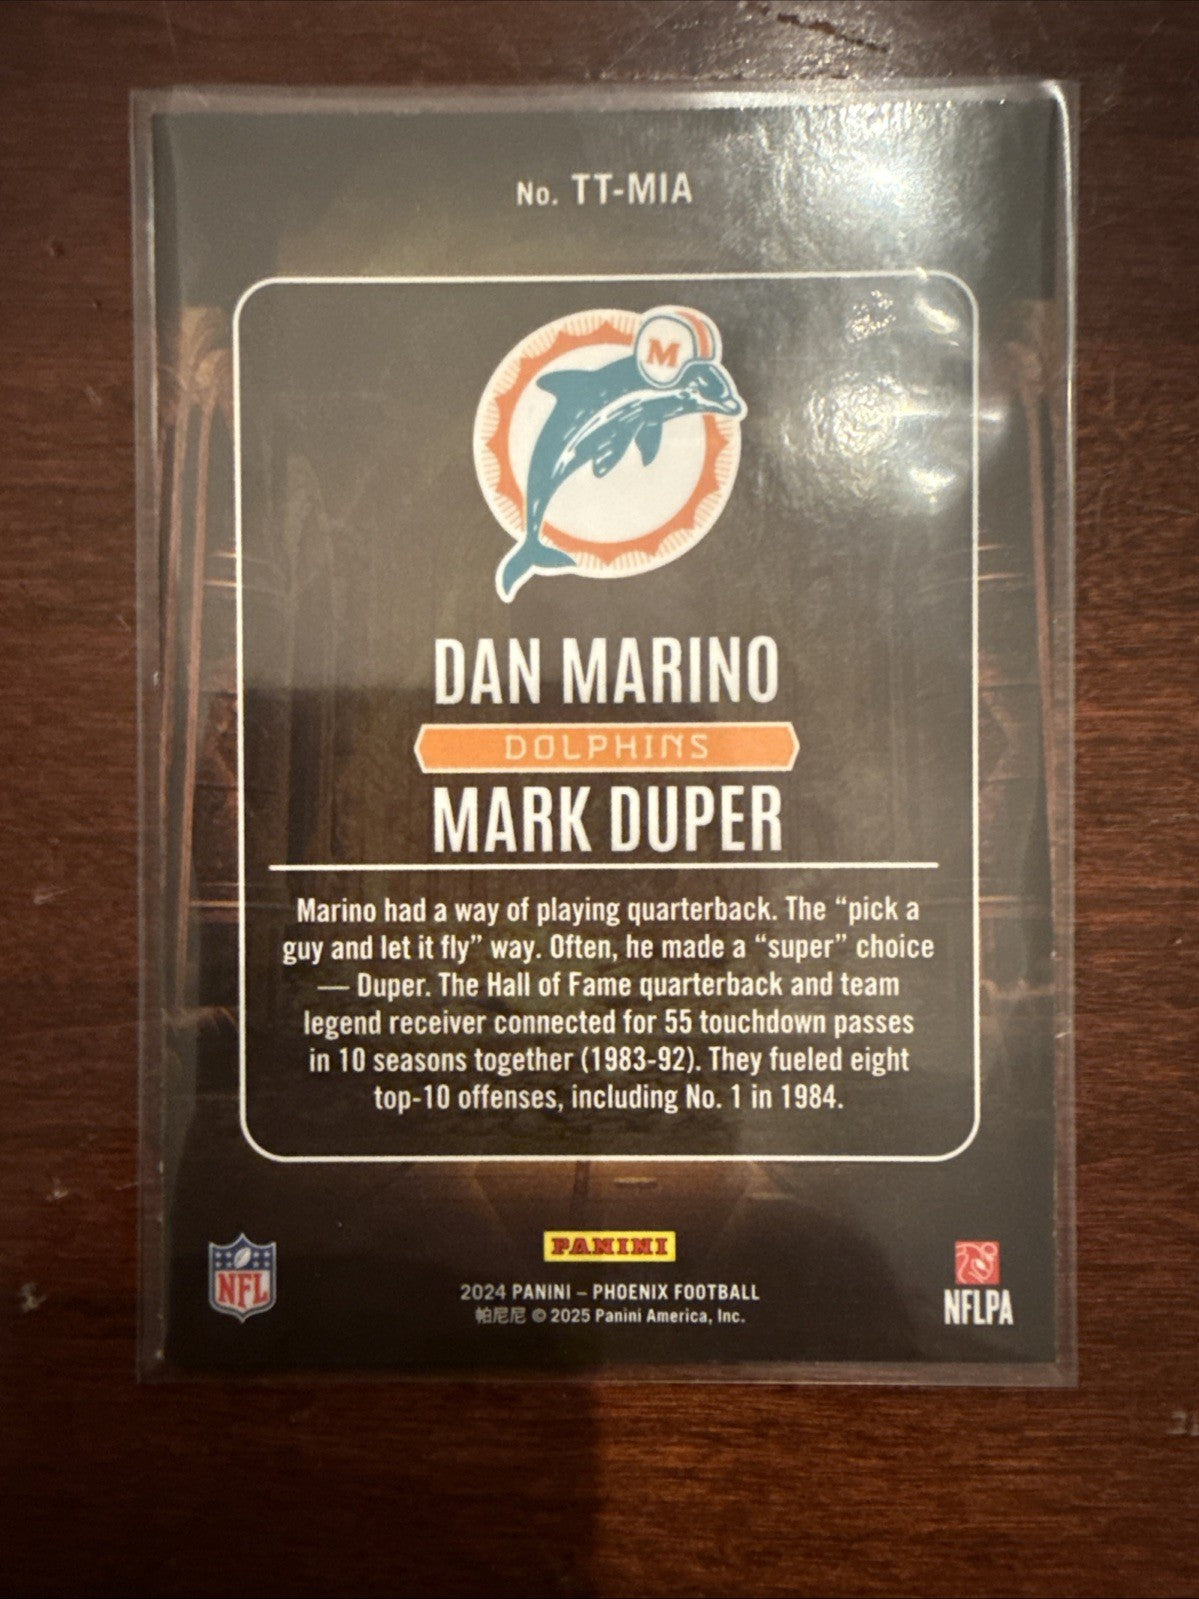 No. TT-MIA
M
DAN MARINO
DOLPHINS
MARK DUPER
Marino had a way of playing quarterback. The “pick a
guy and let it fly” way. Often, he made a “super” choice
— Duper. The Hall of Fame quarterback and team
legend receiver connected for 55 touchdown passes
in 10 seasons together (1983-92). They fueled eight
top-10 offenses, including No. 1 in 1984.
NFL
PANINI
2024 PANINI – PHOENIX FOOTBALL
帕尼尼 © 2025 Panini America, Inc.
NFLPA